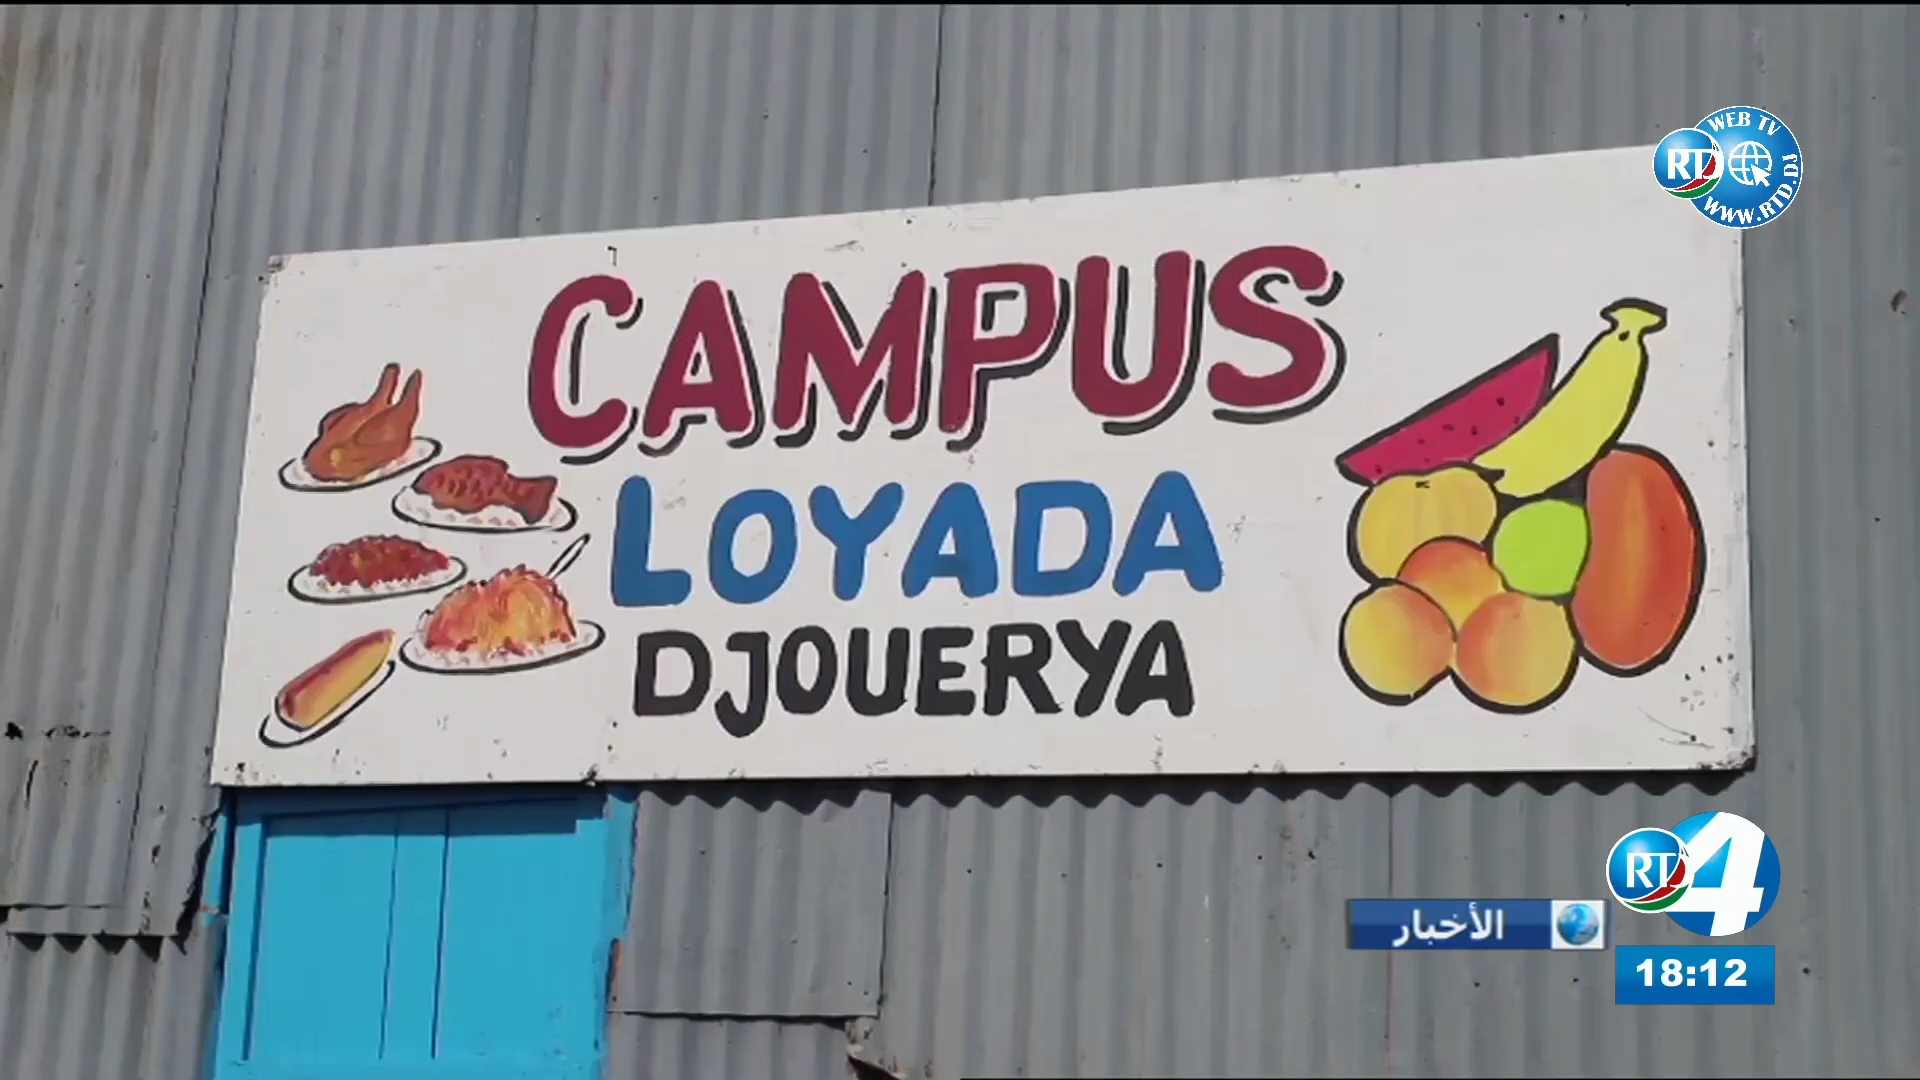 WEB TV
RTD
WWW.RTD.DJ
CAMPUS
LOYADA
DJOUERYA
RTD 4
الأخبار
18:12